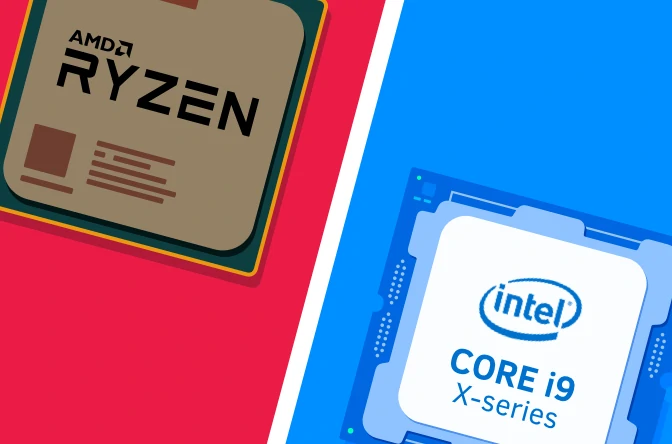 AMD
RYZEN
intel
CORE i9
X-series